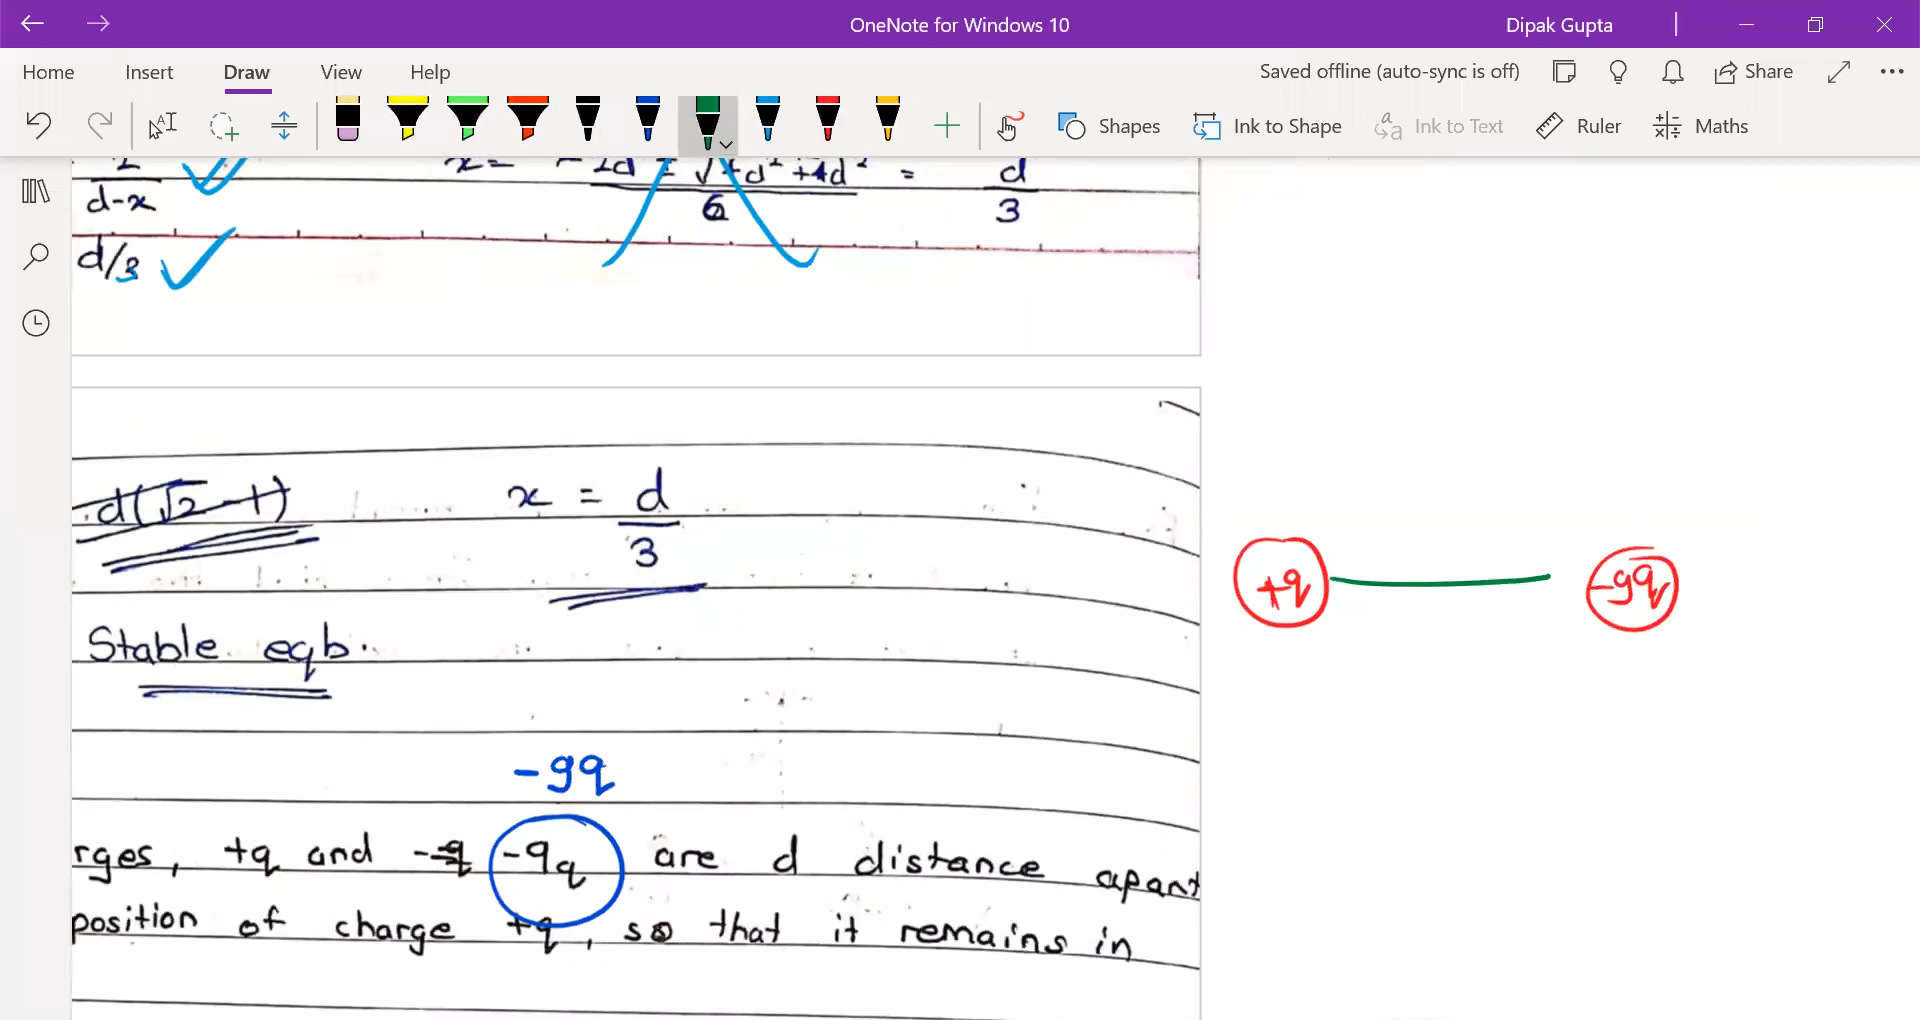 OneNote for Windows 10
Dipak Gupta
Home Insert Draw View Help
Saved offline (auto-sync is off) Share
Shapes Ink to Shape Ink to Text Ruler Maths
d-x
6
= d/3
d/3
d(√2-1) x = d/3
+q -9q
Stable eqb.
-9q
rges, +q and -9q are d distance apart
position of charge +q, so that it remains in